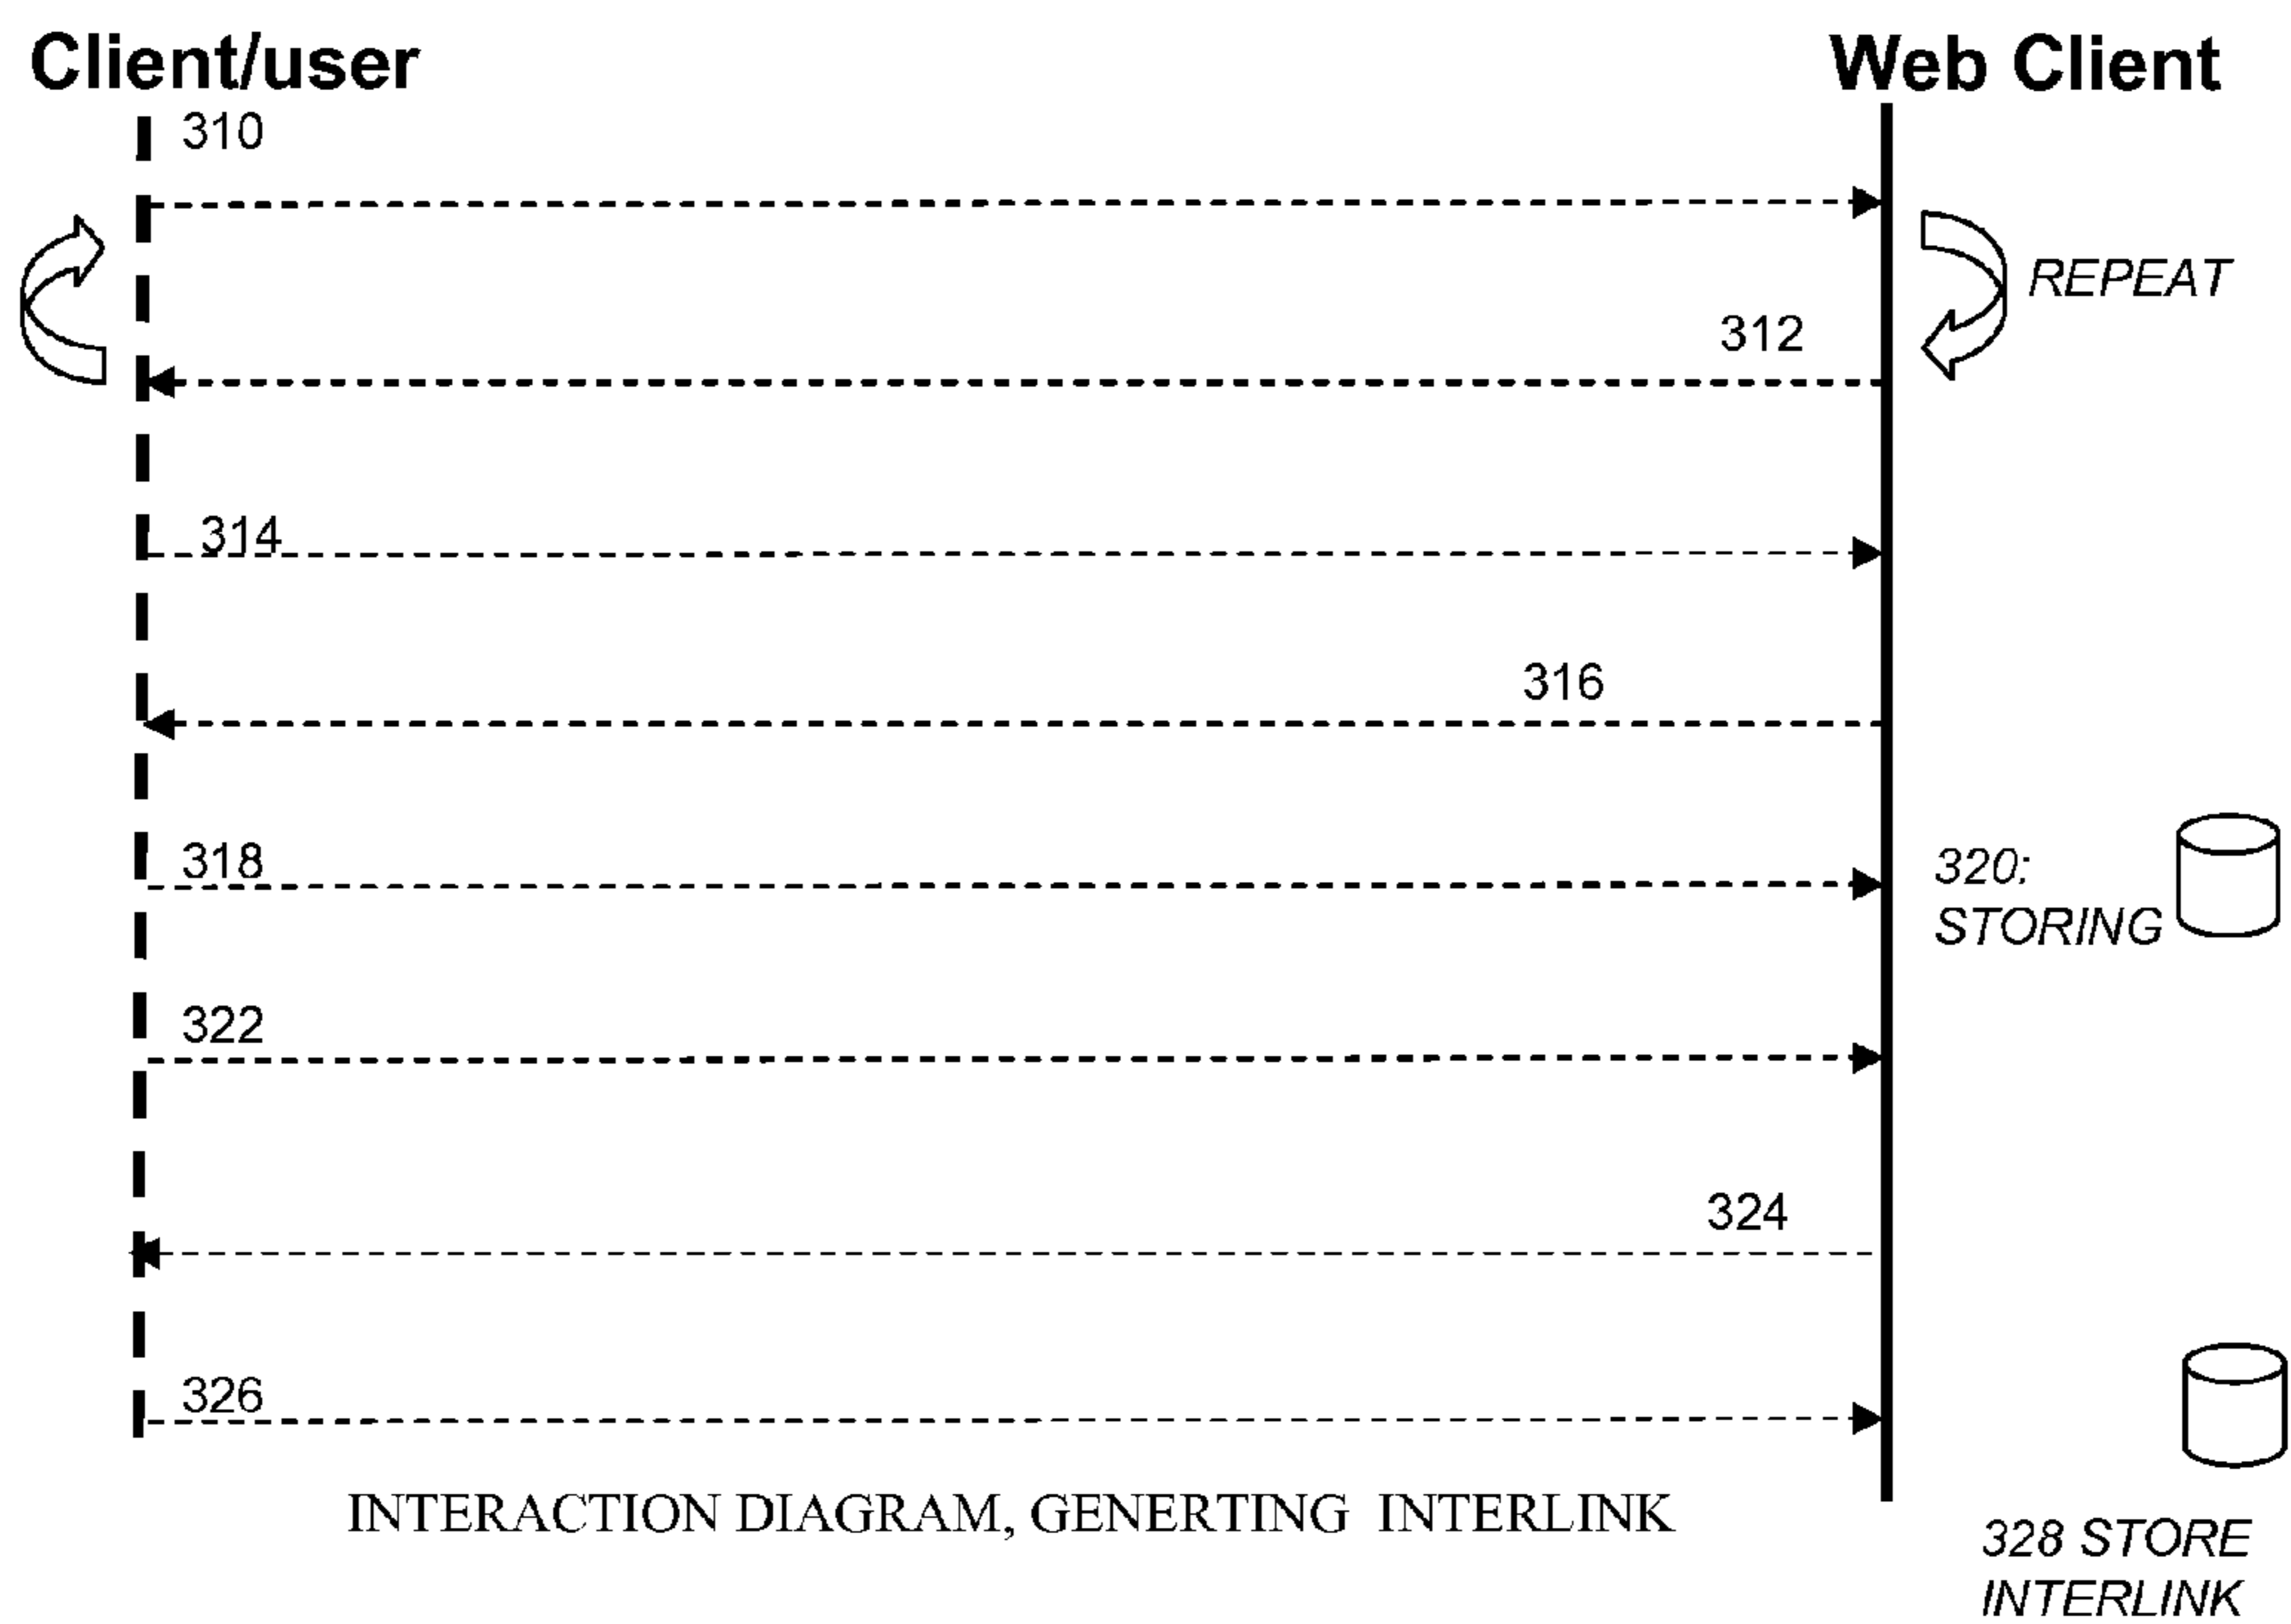 Client/user
Web Client
310
REPEAT
312
314
316
318
320:
STORING
322
324
326
INTERACTION DIAGRAM, GENERTING INTERLINK
328 STORE
INTERLINK